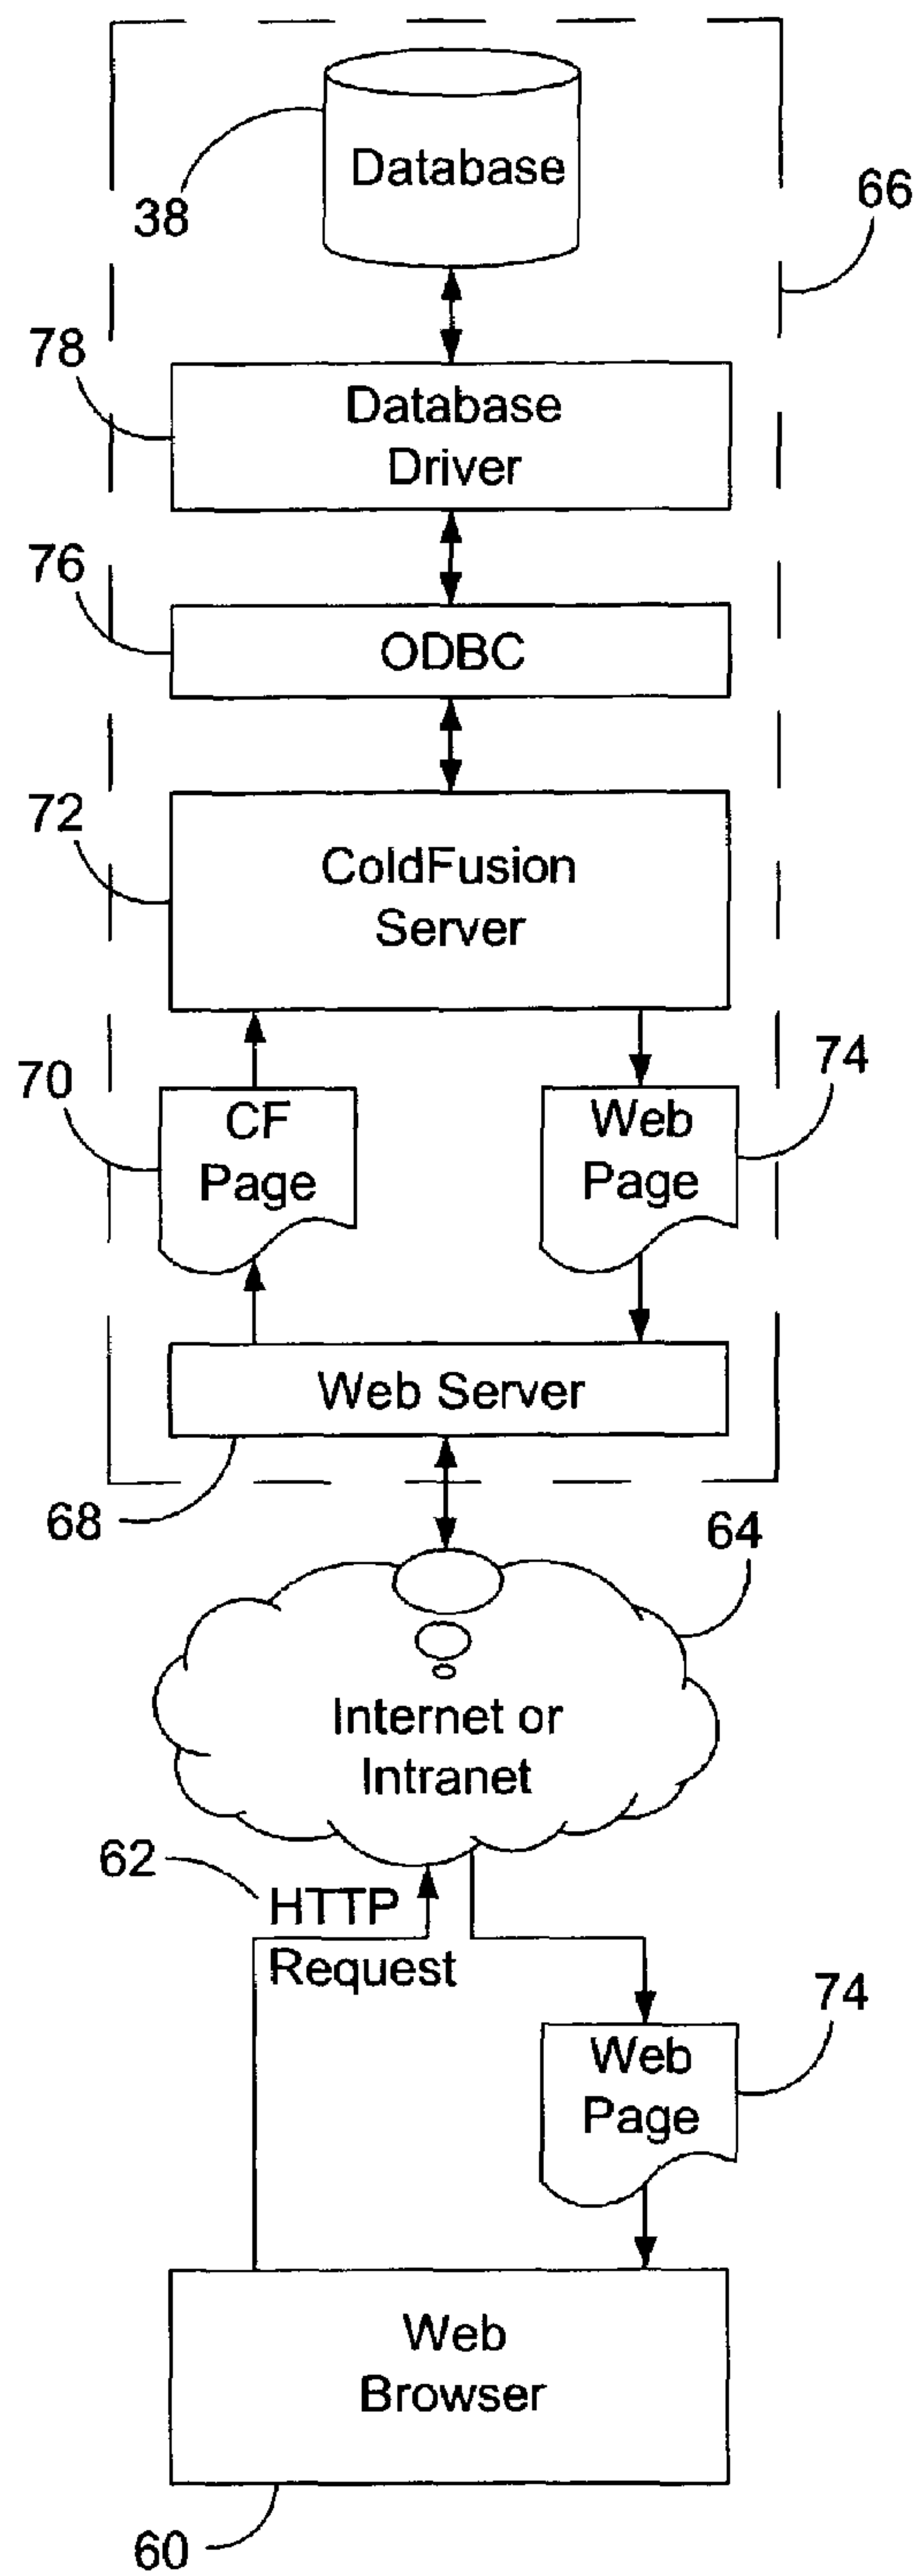 Database
38
66
78
Database
Driver
76
ODBC
72
ColdFusion
Server
70
CF
Page
Web
Page
74
Web Server
68
64
Internet or
Intranet
62
HTTP
Request
74
Web
Page
Web
Browser
60